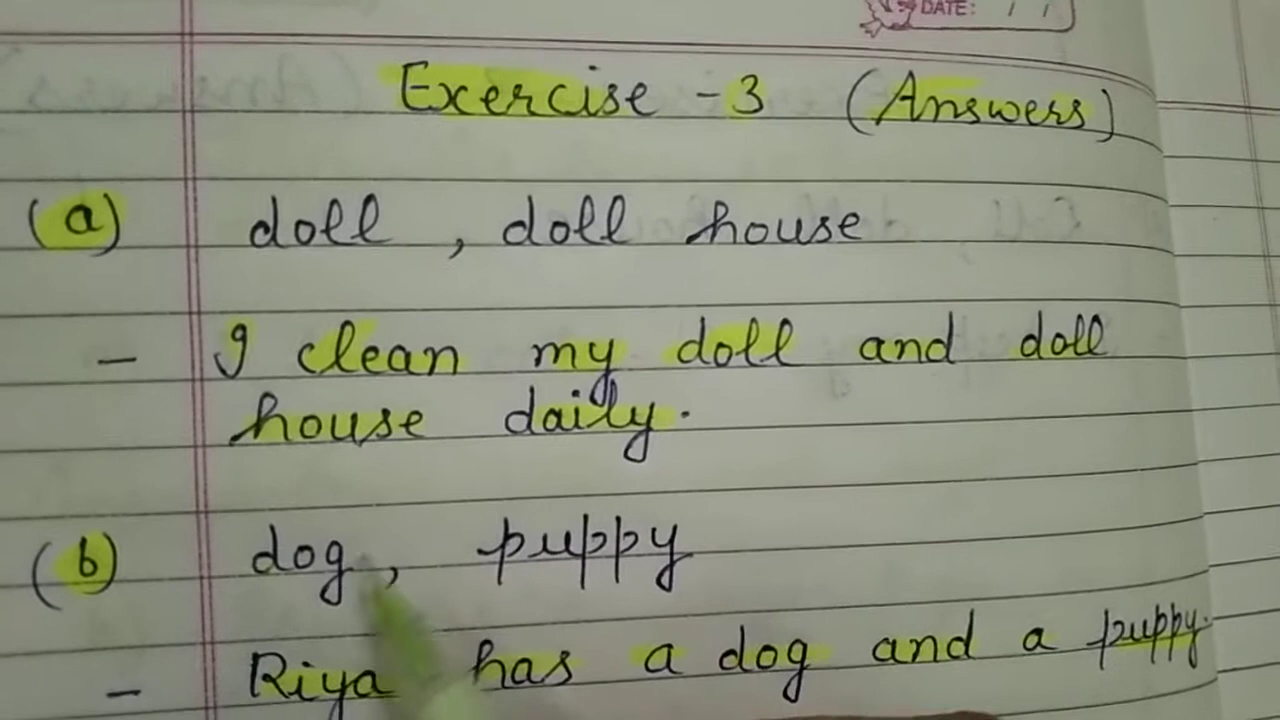 DATE: / /
Exercise - 3 (Answers)
(a) doll , doll house
- I clean my doll and doll
house daily.
(b) dog , puppy
- Riya has a dog and a puppy.